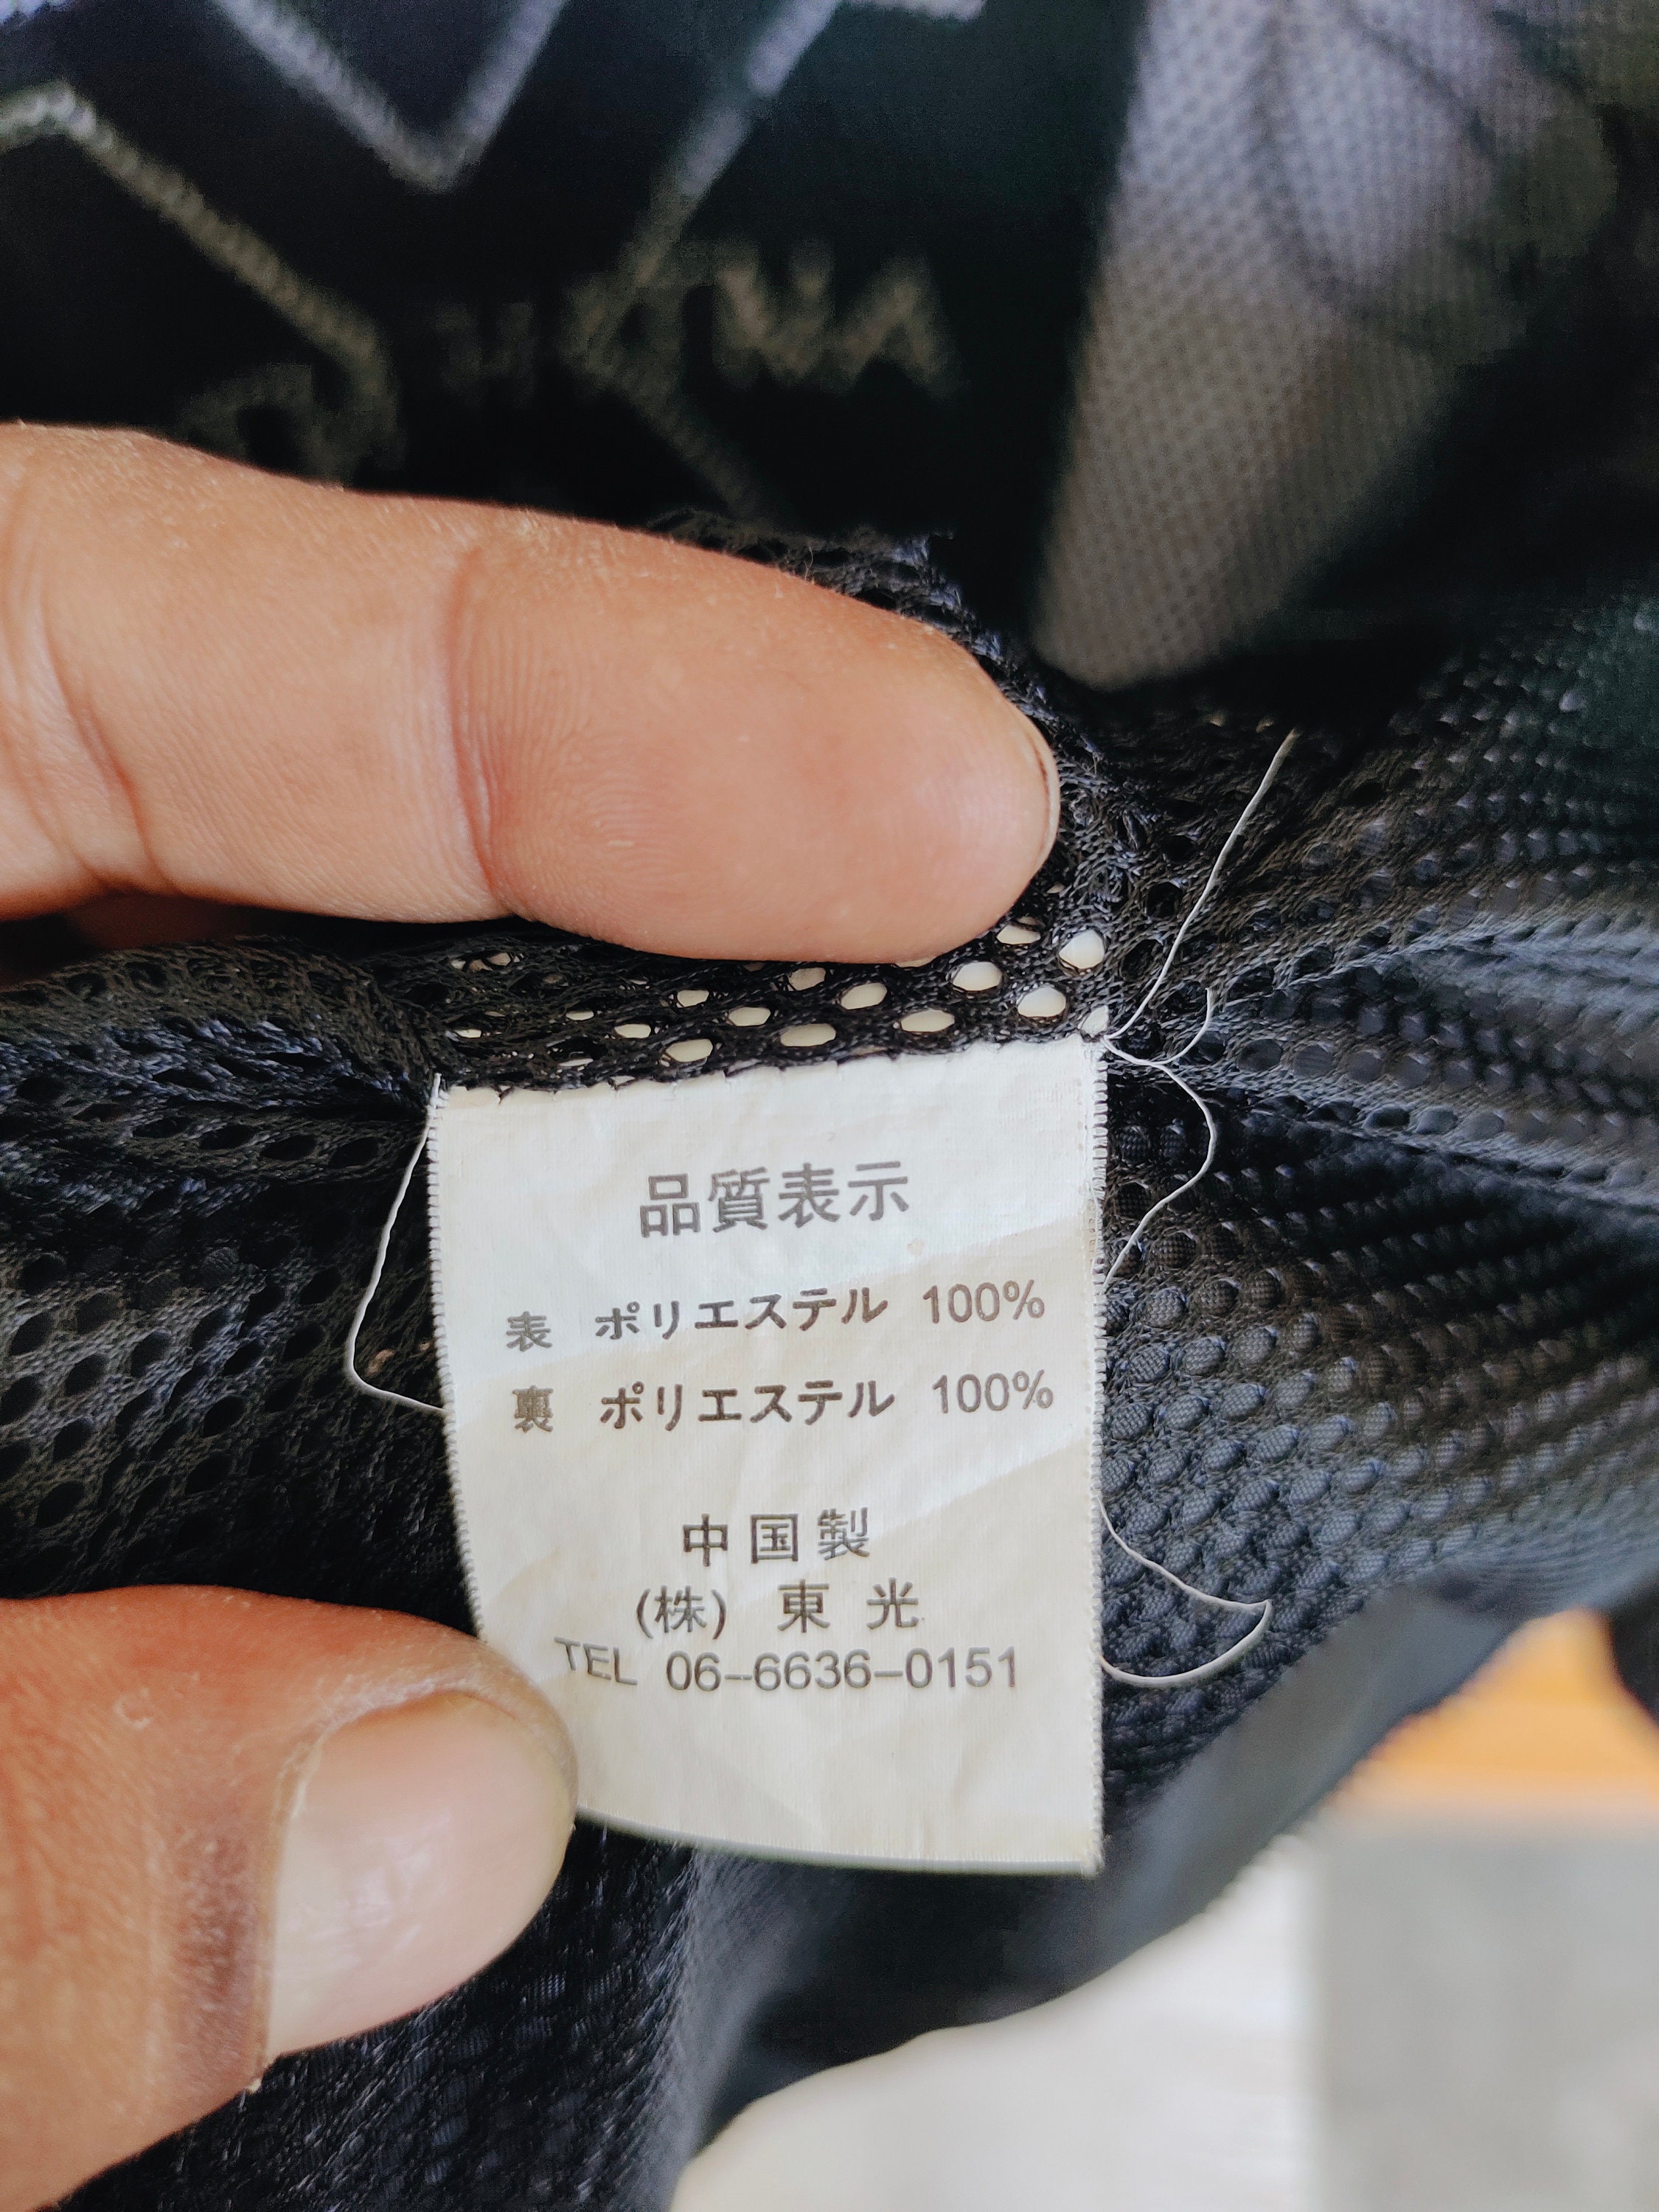 品質表示
表 ポリエステル 100%
裏 ポリエステル 100%
中国製
(株) 東 光
TEL 06-6636-0151